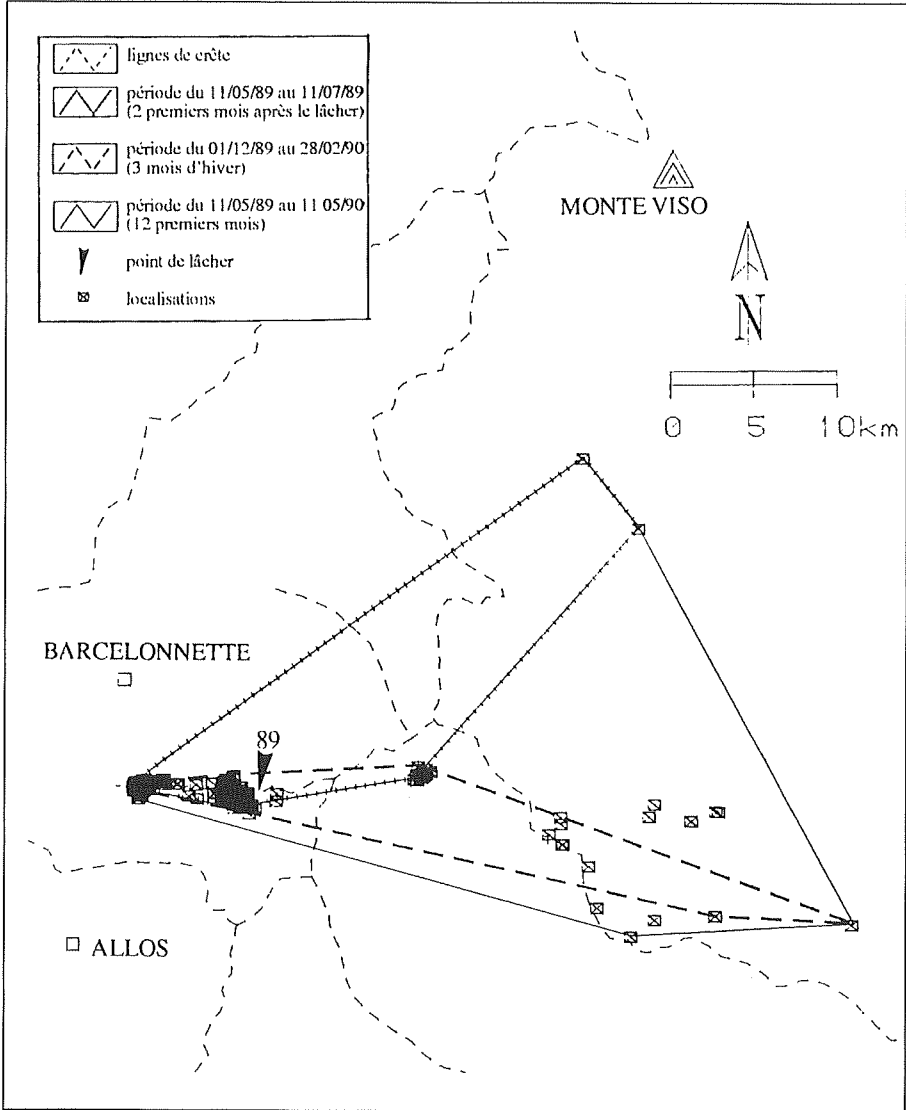 lignes de crête
période du 11/05/89 au 11/07/89
(2 premiers mois après le lâcher)
période du 01/12/89 au 28/02/90
(3 mois d'hiver)
période du 11/05/89 au 11 05/90
(12 premiers mois)
point de lâcher
localisations
MONTE VISO
N
0 5 10km
BARCELONNETTE
89
ALLOS